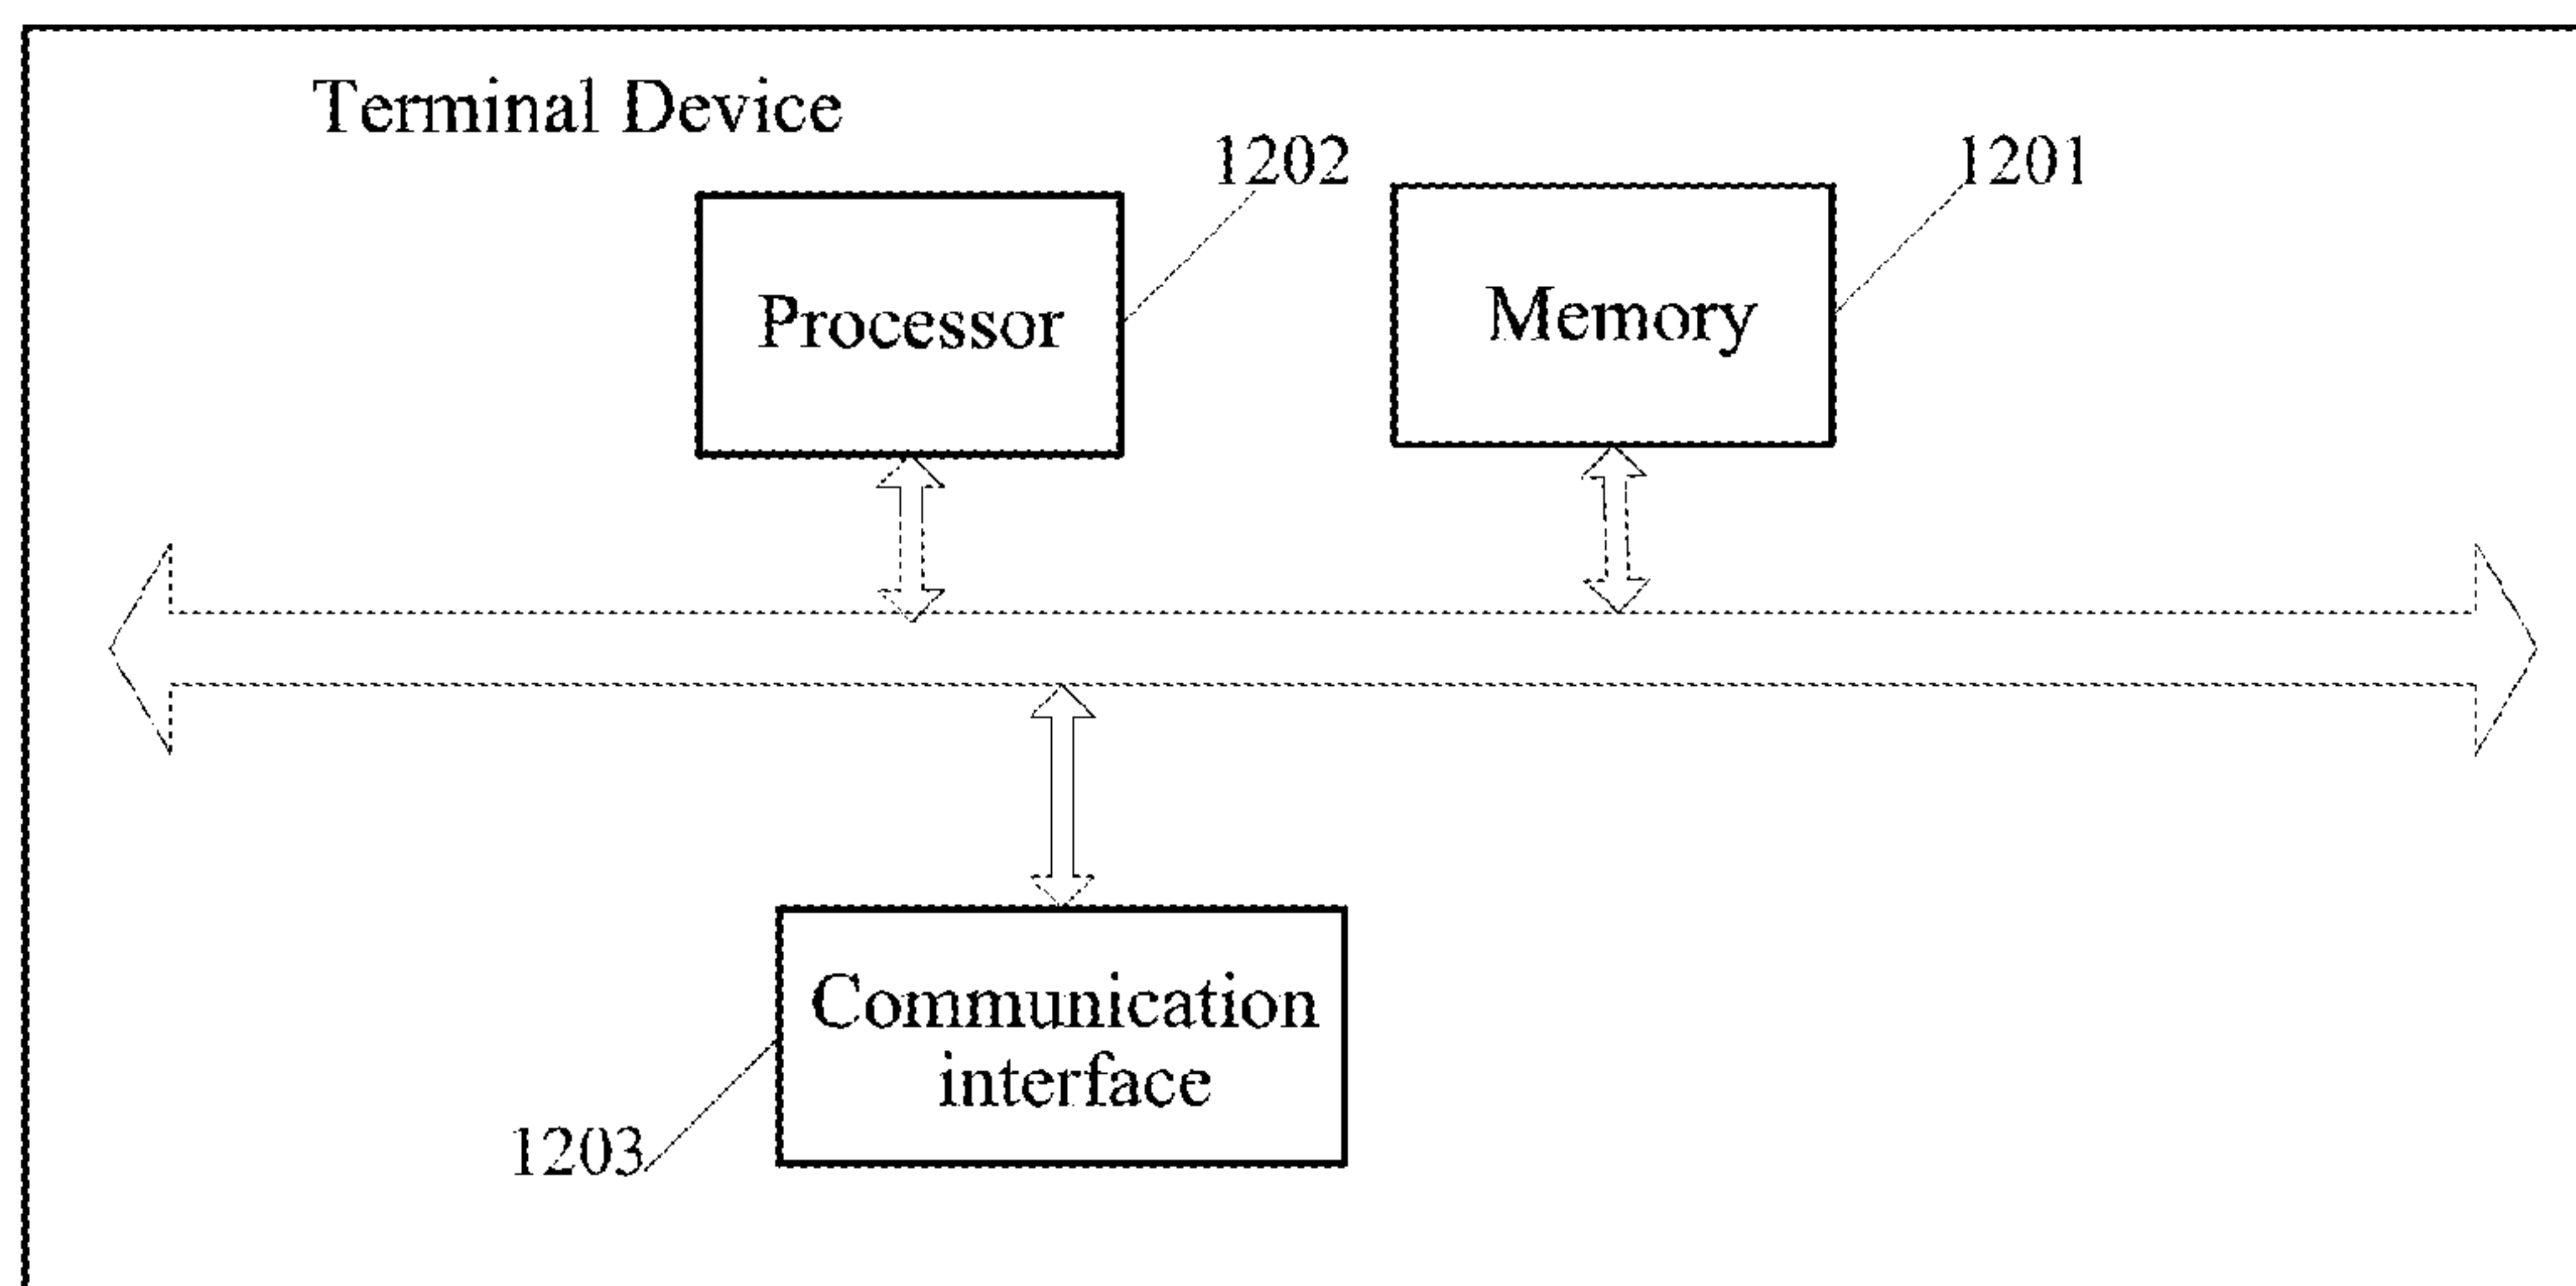 Terminal Device
1202
1201
Processor
Memory
Communication
interface
1203